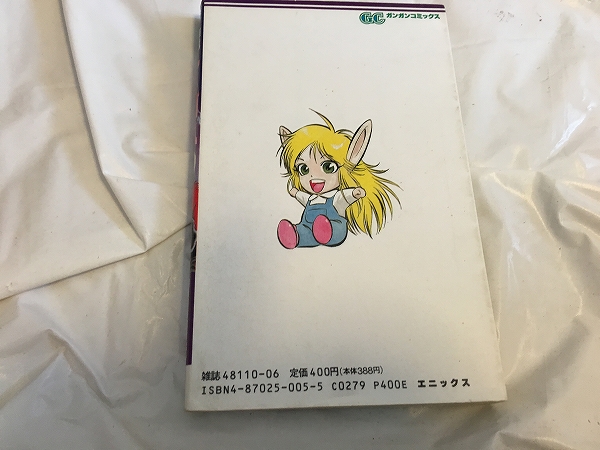 GC ガンガンコミックス
雑誌 48110-06 定価400円(本体388円)
ISBN4-87025-005-5 C0279 P400E エニックス